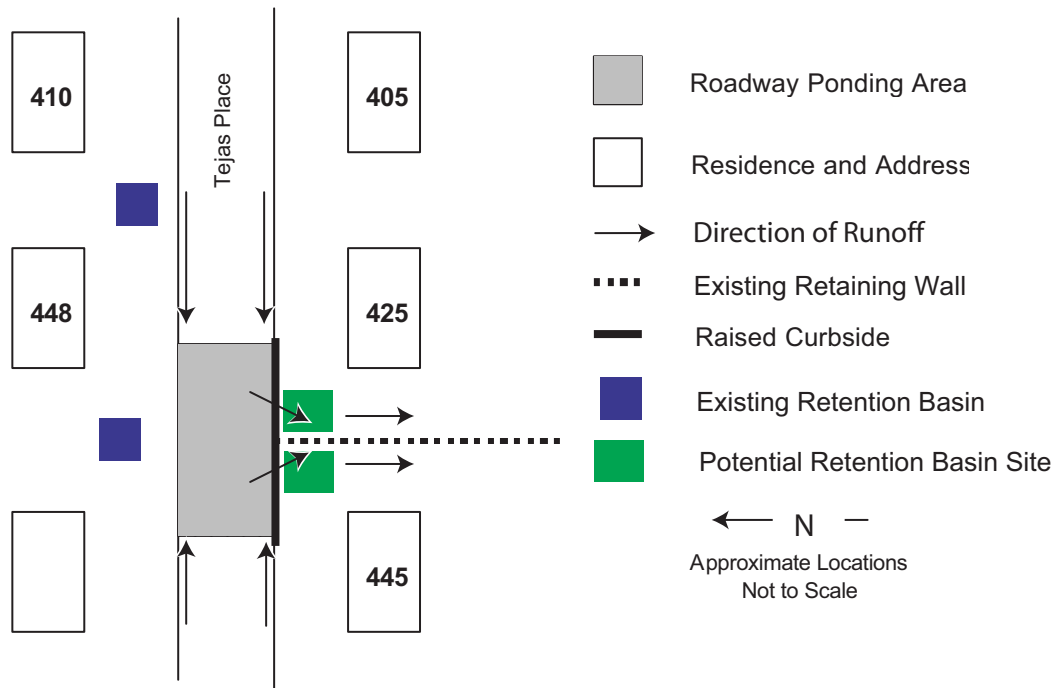 410
405
Tejas Place
448
425
445
Roadway Ponding Area
Residence and Address
Direction of Runoff
Existing Retaining Wall
Raised Curbside
Existing Retention Basin
Potential Retention Basin Site
N
Approximate Locations
Not to Scale